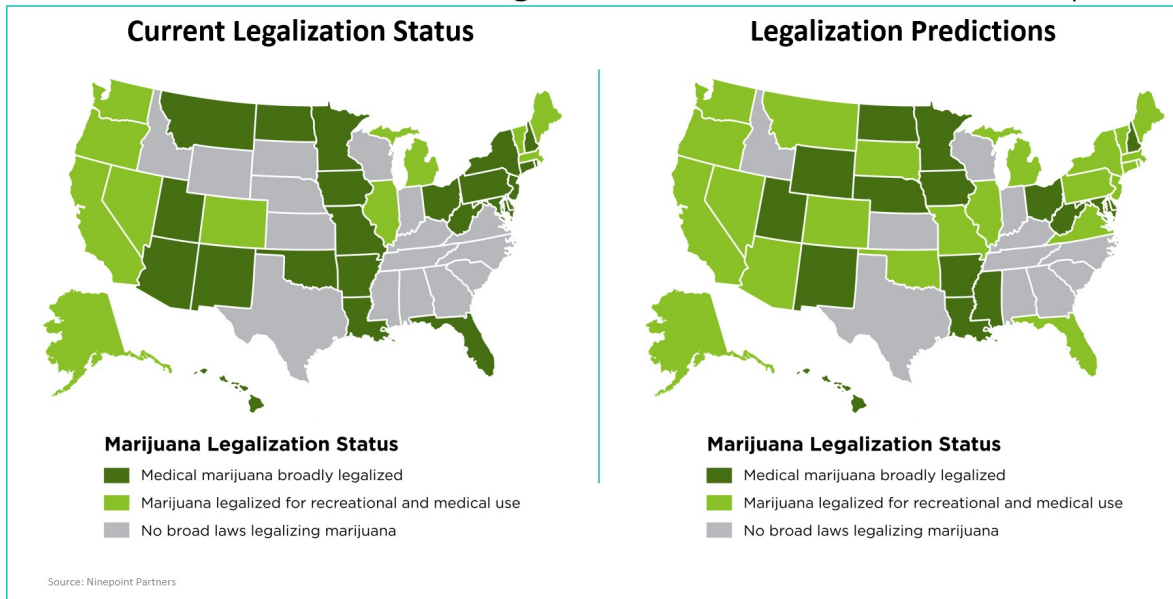 Current Legalization Status
Legalization Predictions
Marijuana Legalization Status
Medical marijuana broadly legalized
Marijuana legalized for recreational and medical use
No broad laws legalizing marijuana
Marijuana Legalization Status
Medical marijuana broadly legalized
Marijuana legalized for recreational and medical use
No broad laws legalizing marijuana
Source: Ninepoint Partners